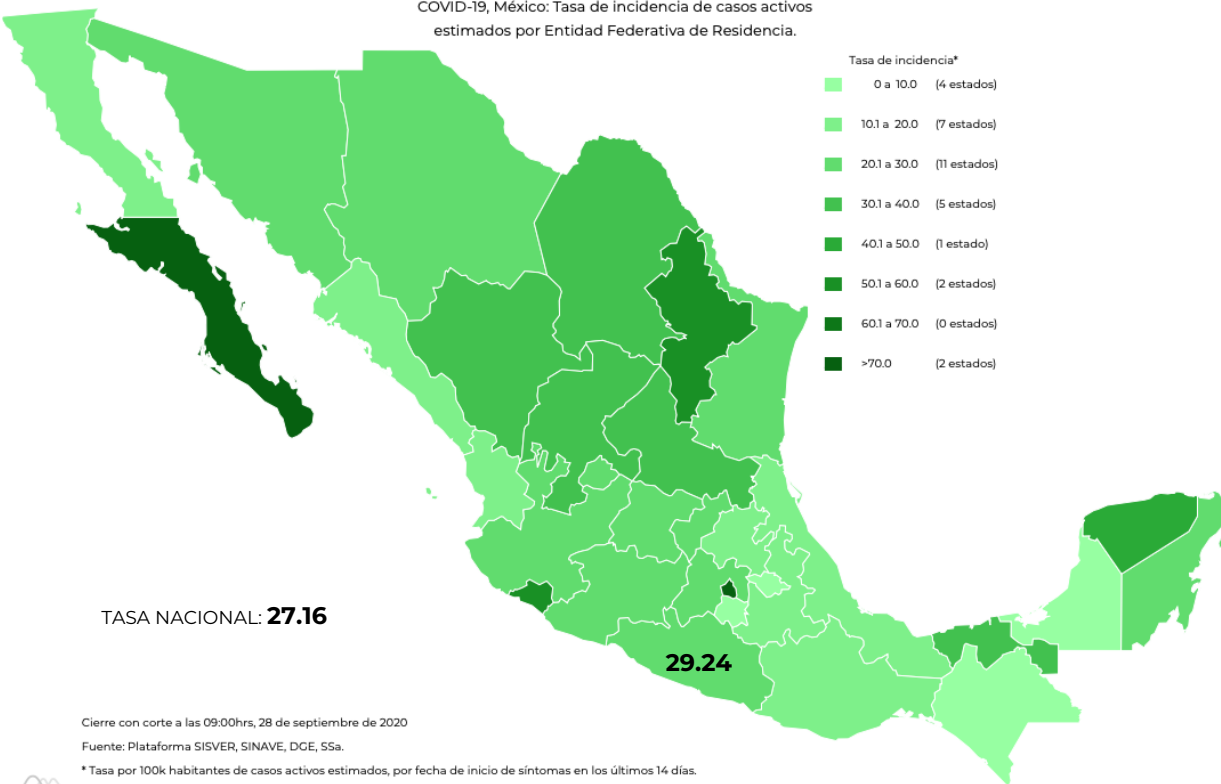 COVID-19, México: Tasa de incidencia de casos activos
estimados por Entidad Federativa de Residencia.
Tasa de incidencia*
0 a 10.0 (4 estados)
10.1 a 20.0 (7 estados)
20.1 a 30.0 (11 estados)
30.1 a 40.0 (5 estados)
40.1 a 50.0 (1 estado)
50.1 a 60.0 (2 estados)
60.1 a 70.0 (0 estados)
>70.0 (2 estados)
TASA NACIONAL: 27.16
29.24
Cierre con corte a las 09:00hrs, 28 de septiembre de 2020
Fuente: Plataforma SISVER, SINAVE, DGE, SSa.
* Tasa por 100k habitantes de casos activos estimados, por fecha de inicio de síntomas en los últimos 14 días.